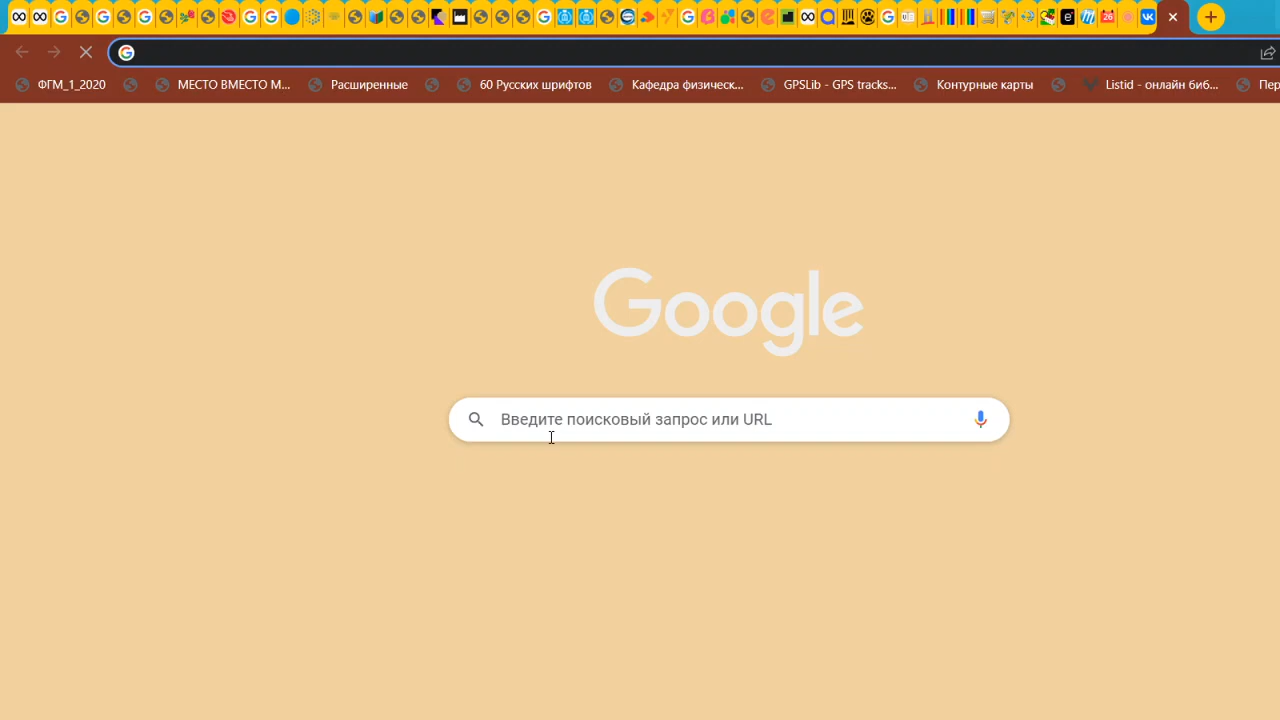 ФГМ_1_2020 МЕСТО ВМЕСТО М... Расширенные 60 Русских шрифтов Кафедра физическ... GPSLib - GPS tracks... Контурные карты Listid - онлайн биб... Пер
Google
Введите поисковый запрос или URL